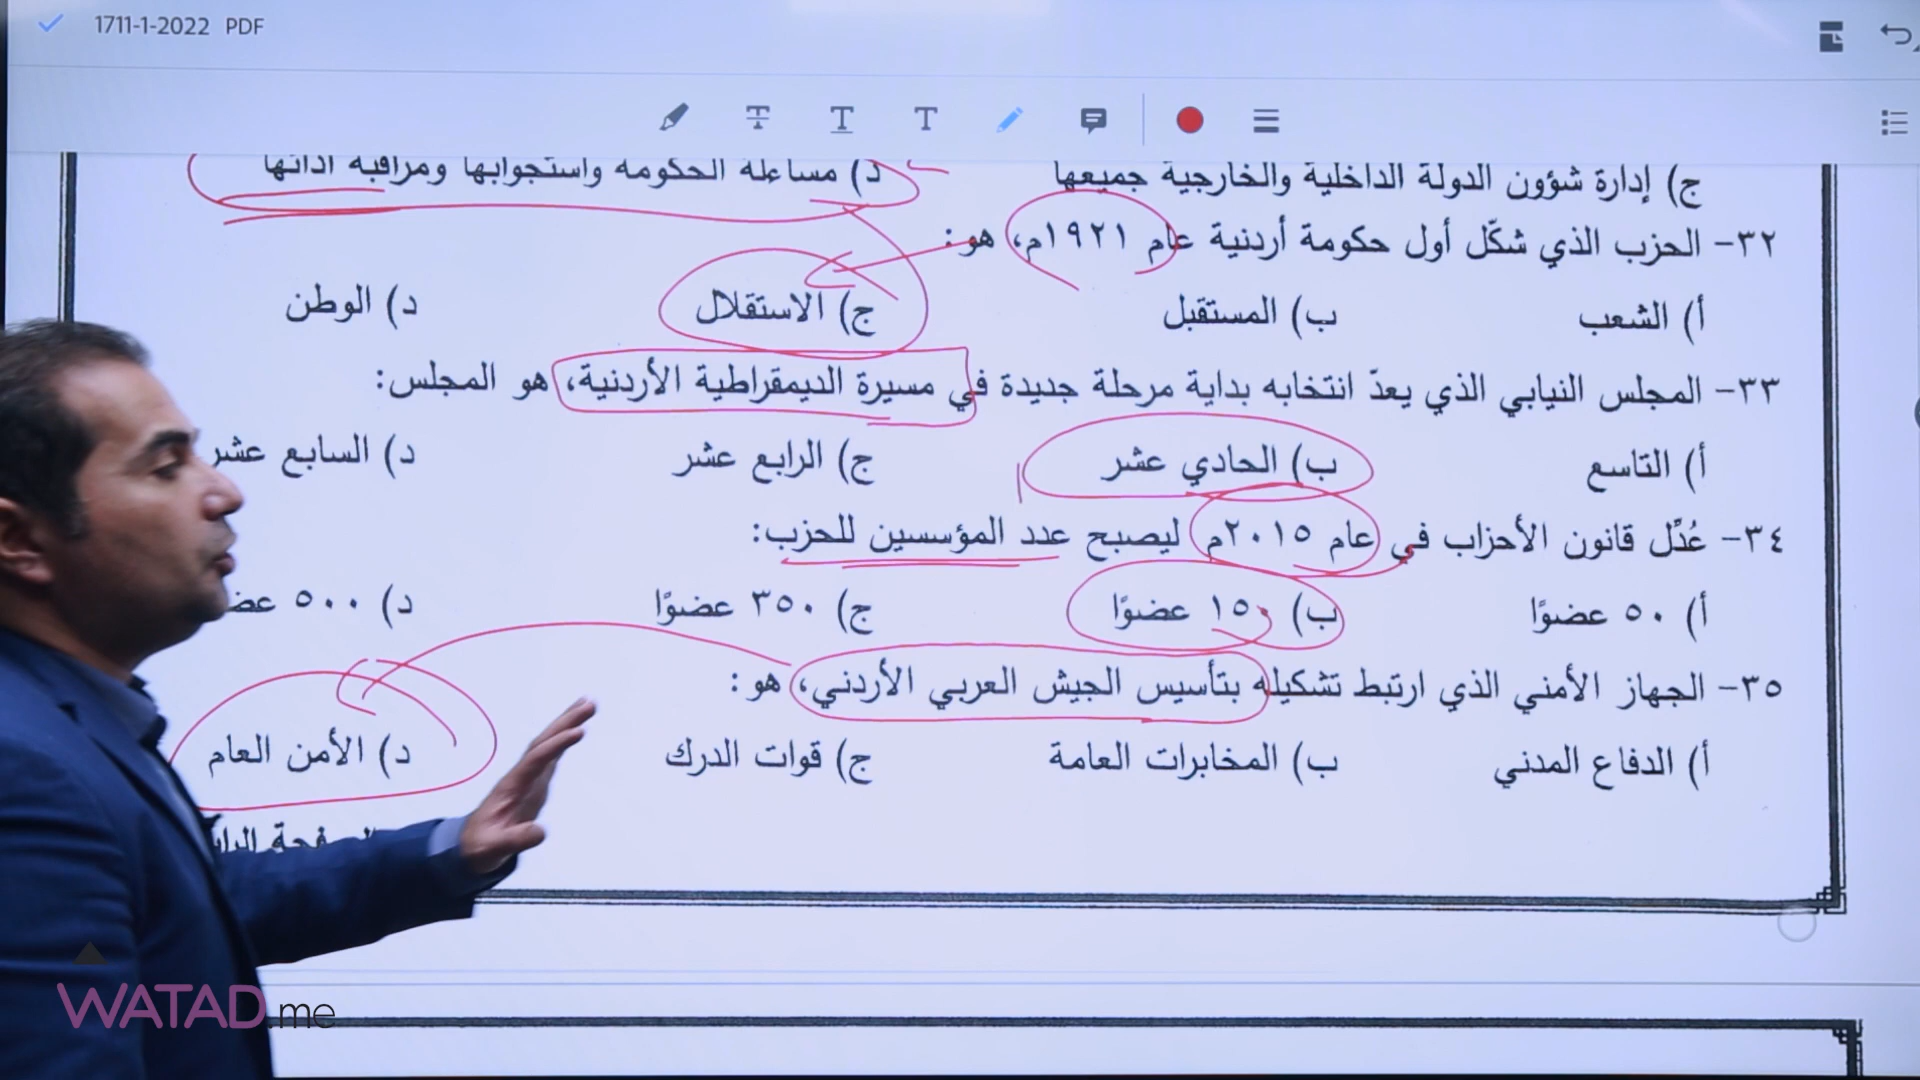 1711-1-2022 PDF
ج) إدارة شؤون الدولة الداخلية والخارجية جميعها د) مساءلة الحكومة واستجوابها ومراقبة أدائها
٣٢- الحزب الذي شكّل أول حكومة أردنية عام ١٩٢١م، هو:
أ) الشعب ب) المستقبل ج) الاستقلال د) الوطن
٣٣- المجلس النيابي الذي يعدّ انتخابه بداية مرحلة جديدة في مسيرة الديمقراطية الأردنية، هو المجلس:
أ) التاسع ب) الحادي عشر ج) الرابع عشر د) السابع عشر
٣٤- عُدِّل قانون الأحزاب في عام ٢٠١٥م ليصبح عدد المؤسسين للحزب:
أ) ٥٠ عضوًا ب) ١٥٠ عضوًا ج) ٣٥٠ عضوًا د) ٥٠٠ عض
٣٥- الجهاز الأمني الذي ارتبط تشكيله بتأسيس الجيش العربي الأردني، هو:
أ) الدفاع المدني ب) المخابرات العامة ج) قوات الدرك د) الأمن العام
WATAD.me